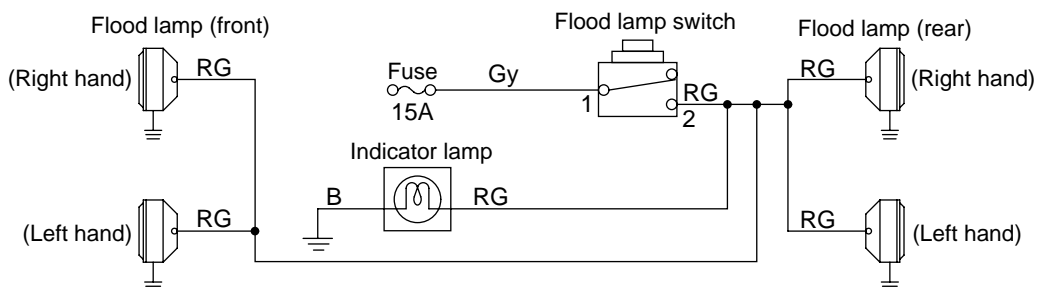 Flood lamp switch
Flood lamp (front)
Flood lamp (rear)
(Right hand)
RG
Fuse
Gy
RG
RG
(Right hand)
15A
1
2
Indicator lamp
B
RG
(Left hand)
RG
RG
(Left hand)